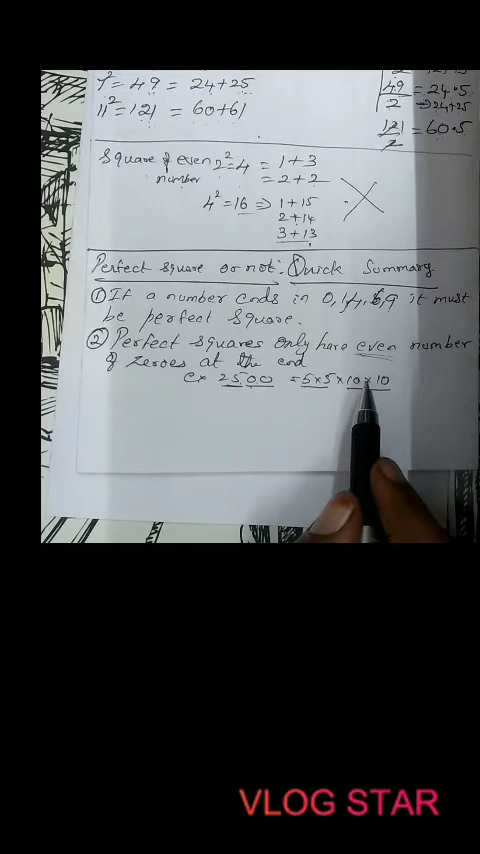 7² = 49 = 24+25
11² = 121 = 60+61
49/2 = 24.5
⇒ 24+25
121/2 = 60.5
Square of even number 2² = 4 = 1+3
= 2+2
4² = 16 ⇒ 1+15
2+14
3+13
Perfect square or not: Quick Summary
① If a number ends in 0,1,4,5,6,9 it must
be perfect square.
② Perfect squares only have even number
of zeroes at the end
ex 2500 = 5×5×10×10
VLOG STAR